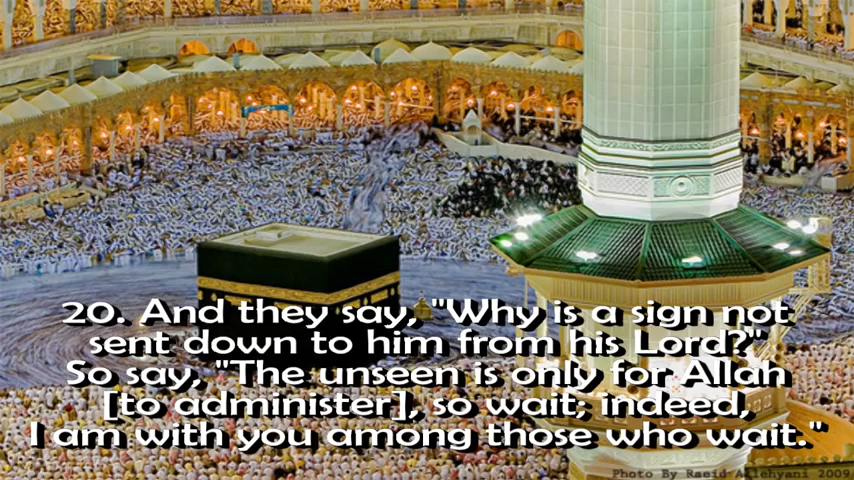 20. And they say, "Why is a sign not
sent down to him from his Lord?"
So say, "The unseen is only for Allah
[to administer], so wait; indeed,
I am with you among those who wait."
Photo By Raeid Allehyani 2009